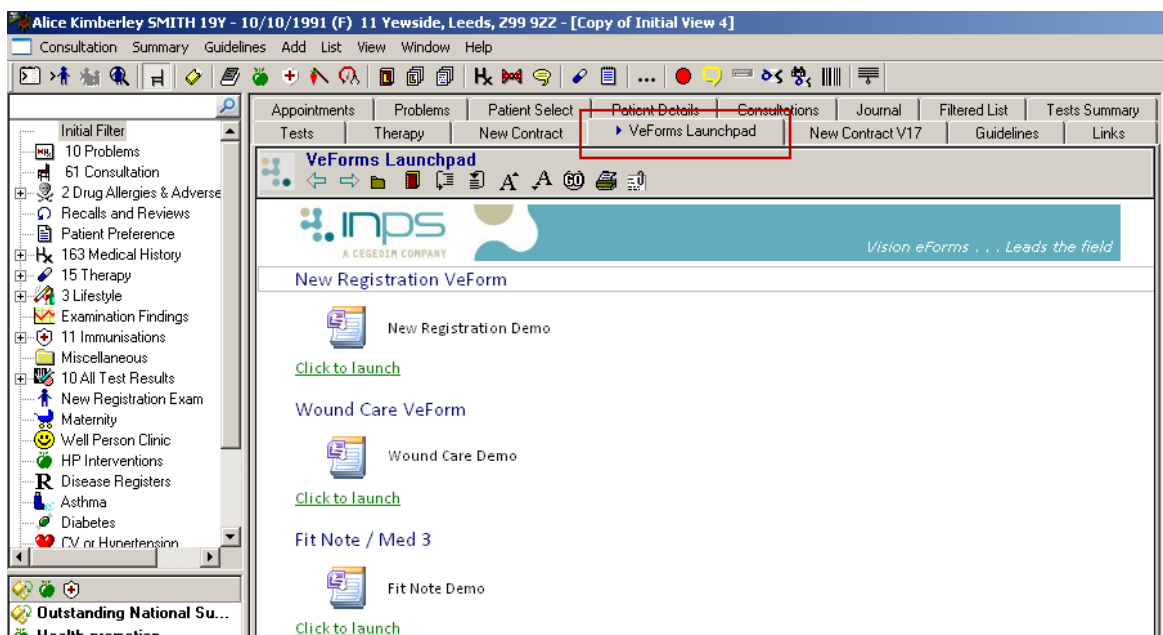 Alice Kimberley SMITH 19Y - 10/10/1991 (F) 11 Yewside, Leeds, Z99 9ZZ - [Copy of Initial View 4]
Consultation Summary Guidelines Add List View Window Help
Appointments Problems Patient Select Patient Details Consultations Journal Filtered List Tests Summary
Tests Therapy New Contract VeForms Launchpad New Contract V17 Guidelines Links
Initial Filter
10 Problems
61 Consultation
2 Drug Allergies & Adverse
Recalls and Reviews
Patient Preference
163 Medical History
15 Therapy
3 Lifestyle
Examination Findings
11 Immunisations
Miscellaneous
10 All Test Results
New Registration Exam
Maternity
Well Person Clinic
HP Interventions
R Disease Registers
Asthma
Diabetes
CV or Hypertension
Outstanding National Su...
Health promotion
VeForms Launchpad
INPS
A CEGEDIM COMPANY
Vision eForms . . . Leads the field
New Registration VeForm
New Registration Demo
Click to launch
Wound Care VeForm
Wound Care Demo
Click to launch
Fit Note / Med 3
Fit Note Demo
Click to launch